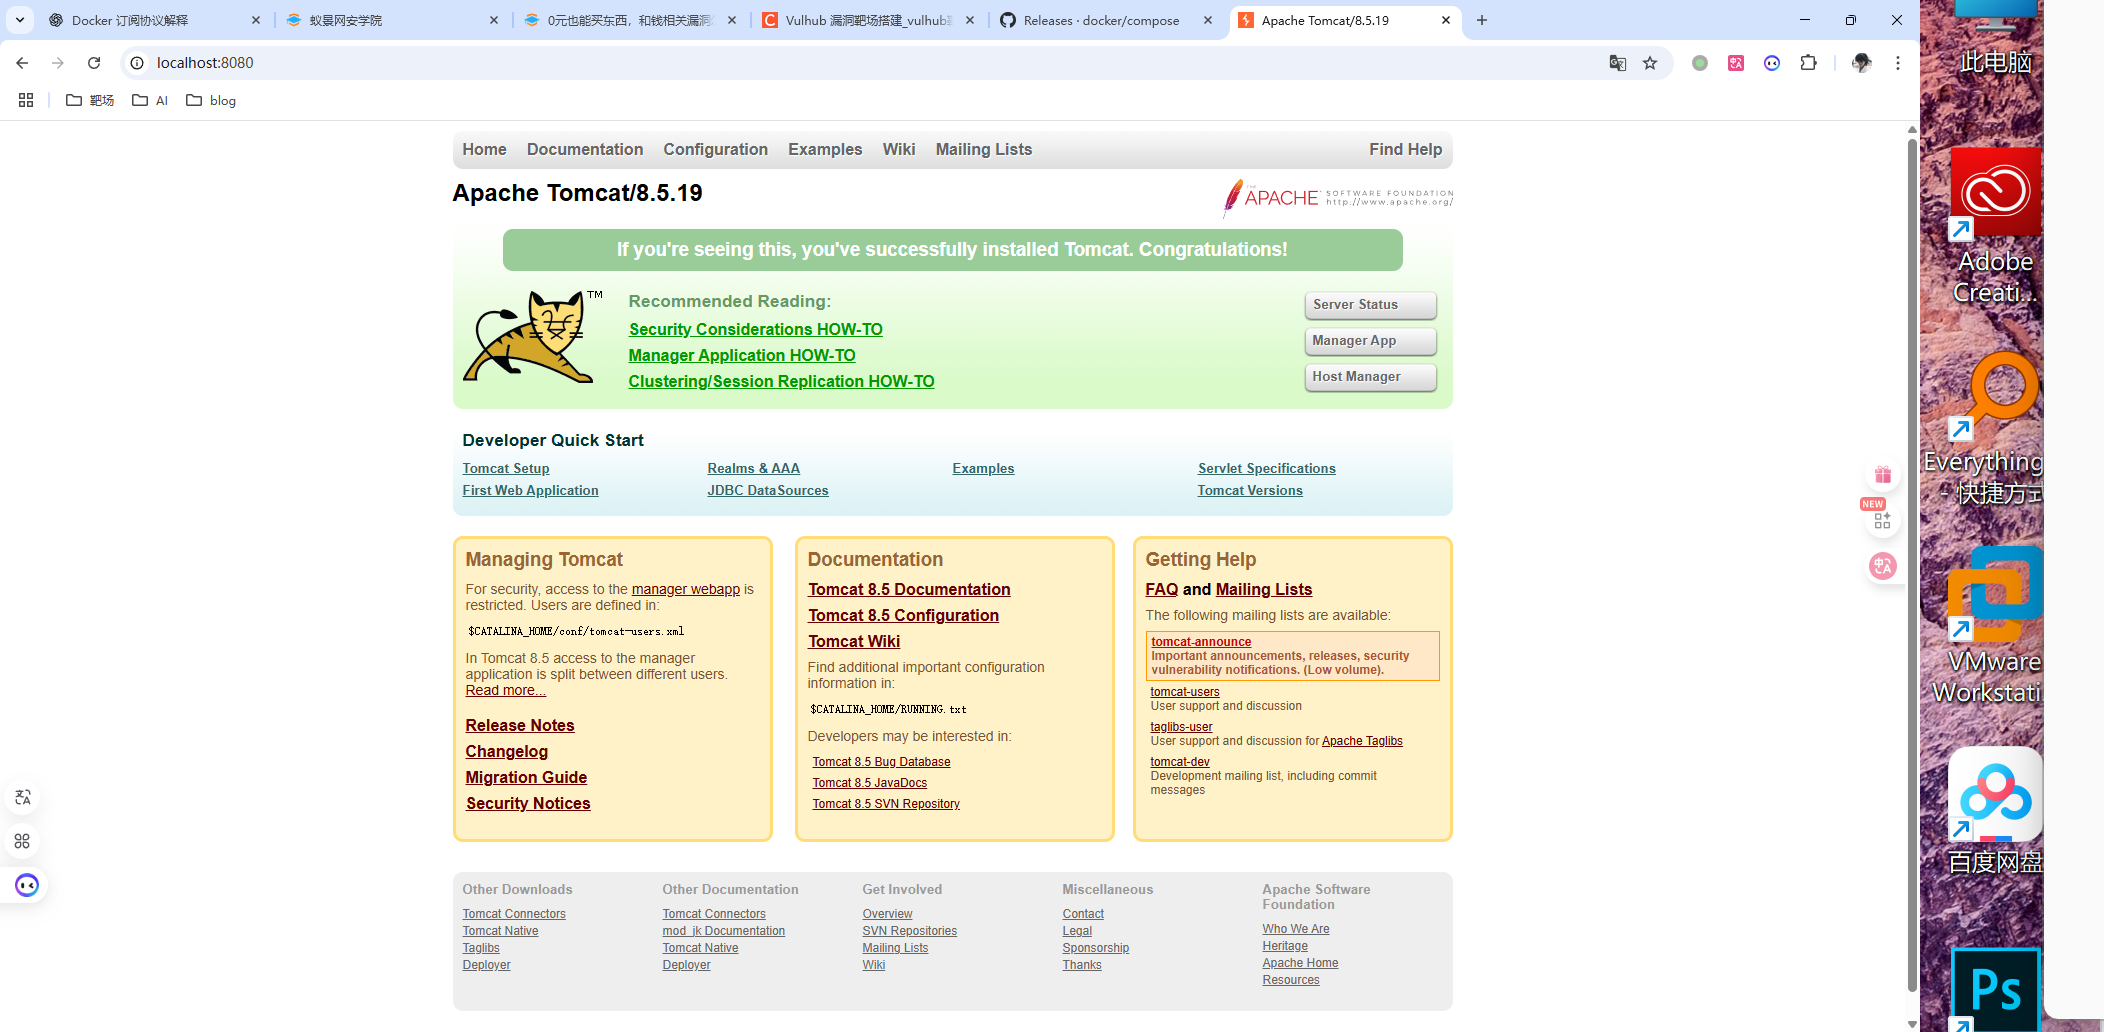 Docker 订阅协议解释
蚁景网安学院
0元也能买东西，和钱相关漏洞
Vulhub 漏洞靶场搭建_vulhub
Releases · docker/compose
Apache Tomcat/8.5.19
localhost:8080
靶场
AI
blog
Home
Documentation
Configuration
Examples
Wiki
Mailing Lists
Find Help
Apache Tomcat/8.5.19
THE APACHE SOFTWARE FOUNDATION
http://www.apache.org/
If you're seeing this, you've successfully installed Tomcat. Congratulations!
TM
Recommended Reading:
Security Considerations HOW-TO
Manager Application HOW-TO
Clustering/Session Replication HOW-TO
Server Status
Manager App
Host Manager
Developer Quick Start
Tomcat Setup
First Web Application
Realms & AAA
JDBC DataSources
Examples
Servlet Specifications
Tomcat Versions
Managing Tomcat
For security, access to the manager webapp is
restricted. Users are defined in:
$CATALINA_HOME/conf/tomcat-users.xml
In Tomcat 8.5 access to the manager
application is split between different users.
Read more...
Release Notes
Changelog
Migration Guide
Security Notices
Documentation
Tomcat 8.5 Documentation
Tomcat 8.5 Configuration
Tomcat Wiki
Find additional important configuration
information in:
$CATALINA_HOME/RUNNING.txt
Developers may be interested in:
Tomcat 8.5 Bug Database
Tomcat 8.5 JavaDocs
Tomcat 8.5 SVN Repository
Getting Help
FAQ and Mailing Lists
The following mailing lists are available:
tomcat-announce
Important announcements, releases, security
vulnerability notifications. (Low volume).
tomcat-users
User support and discussion
taglibs-user
User support and discussion for Apache Taglibs
tomcat-dev
Development mailing list, including commit
messages
Other Downloads
Tomcat Connectors
Tomcat Native
Taglibs
Deployer
Other Documentation
Tomcat Connectors
mod_jk Documentation
Tomcat Native
Deployer
Get Involved
Overview
SVN Repositories
Mailing Lists
Wiki
Miscellaneous
Contact
Legal
Sponsorship
Thanks
Apache Software
Foundation
Who We Are
Heritage
Apache Home
Resources
NEW
此电脑
Adobe
Creati...
Everything
- 快捷方式
VMware
Workstati
百度网盘
Ps